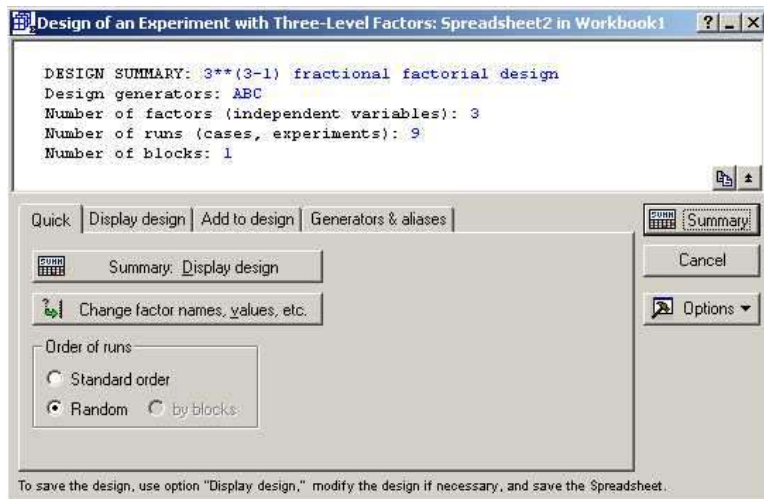 Design of an Experiment with Three-Level Factors: Spreadsheet2 in Workbook1
DESIGN SUMMARY: 3**(3-1) fractional factorial design
Design generators: ABC
Number of factors (independent variables): 3
Number of runs (cases, experiments): 9
Number of blocks: 1
Quick Display design Add to design Generators & aliases
Summary
Summary: Display design
Cancel
Change factor names, values, etc.
Options
Order of runs
Standard order
Random by blocks
To save the design, use option "Display design," modify the design if necessary, and save the Spreadsheet.